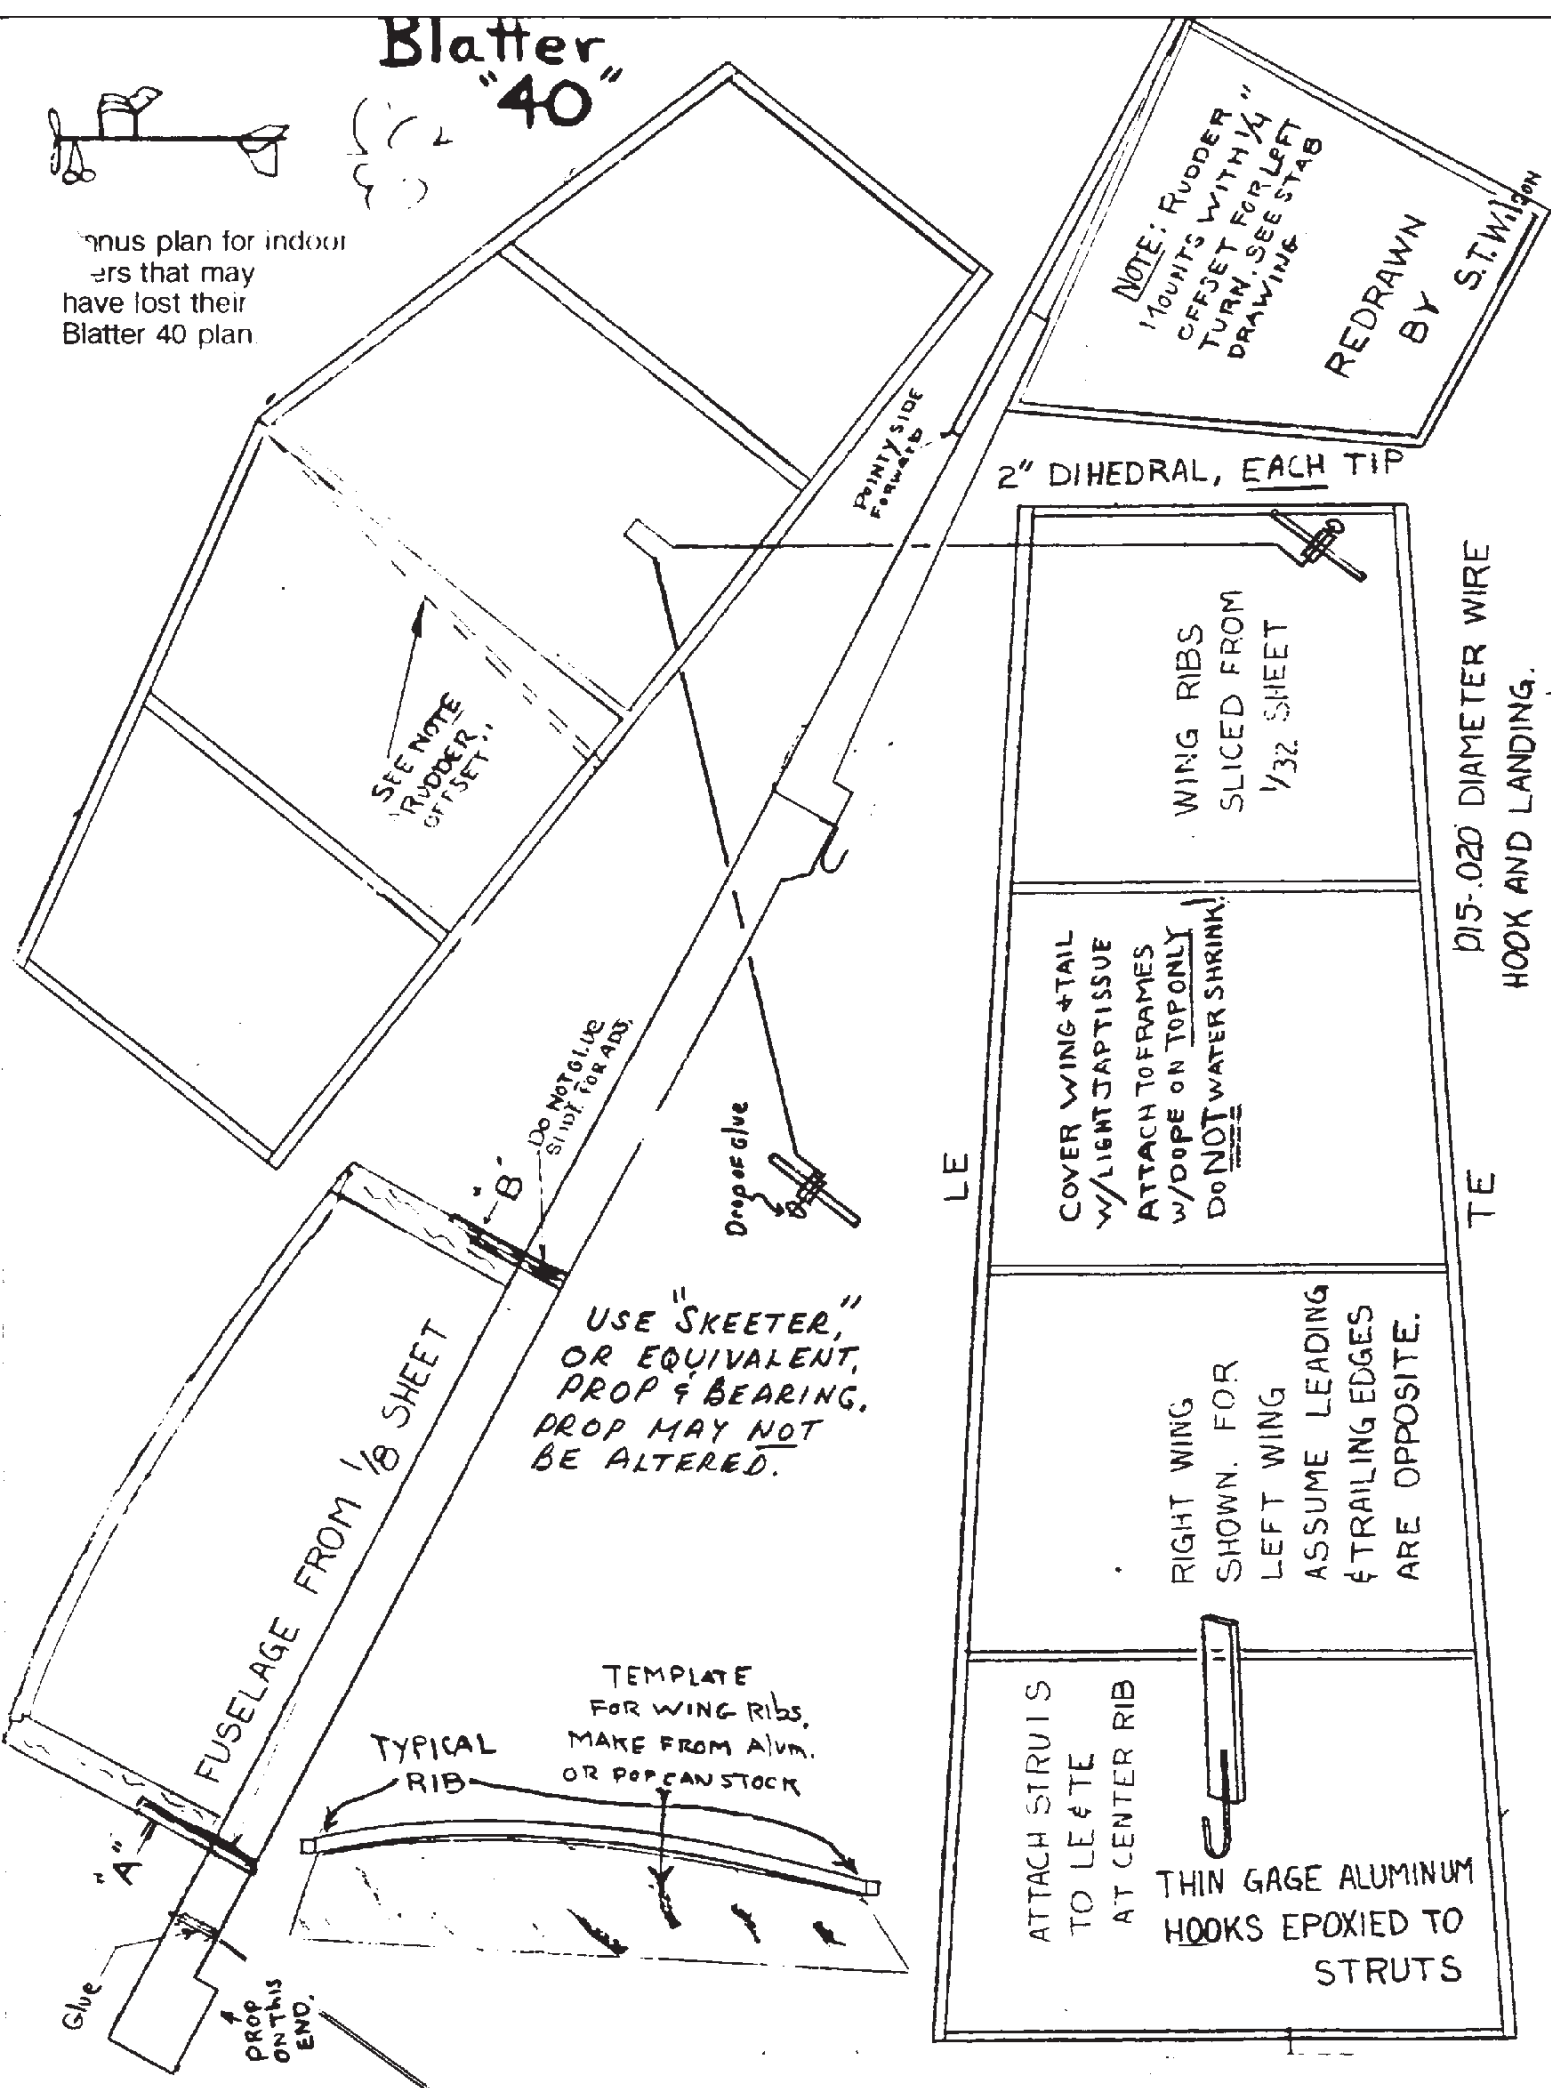 Blatter
"40"
plan for indoor
that may
have lost their
Blatter 40 plan
NOTE: RUDDER
MOUNTS WITH 1/4"
OFFSET FOR LEFT
TURN. SEE STAB
DRAWING
REDRAWN
BY S.T. Wilson
POINTY SIDE
FORWARD
2" DIHEDRAL, EACH TIP
WING RIBS
SLICED FROM
1/32 SHEET
.015-.020 DIAMETER WIRE
HOOK AND LANDING.
SEE NOTE
"RUDDER
OFFSET"
COVER WING & TAIL
W/LIGHT JAP TISSUE
ATTACH TO FRAMES
W/DOPE ON TOP ONLY
DO NOT WATER SHRINK!
DO NOT GLUE
SLIDE FOR ADJ.
"B"
Drop of Glue
LE
TE
USE "SKEETER,"
OR EQUIVALENT,
PROP & BEARING.
PROP MAY NOT
BE ALTERED.
FUSELAGE FROM 1/8 SHEET
RIGHT WING
SHOWN. FOR
LEFT WING
ASSUME LEADING
& TRAILING EDGES
ARE OPPOSITE.
TEMPLATE
FOR WING RIBS,
MAKE FROM Alum.
OR POP CAN STOCK
TYPICAL
RIB
ATTACH STRUTS
TO LE & TE
AT CENTER RIB
"A"
THIN GAGE ALUMINUM
HOOKS EPOXIED TO
STRUTS
Glue
PROP
ON THIS
END.